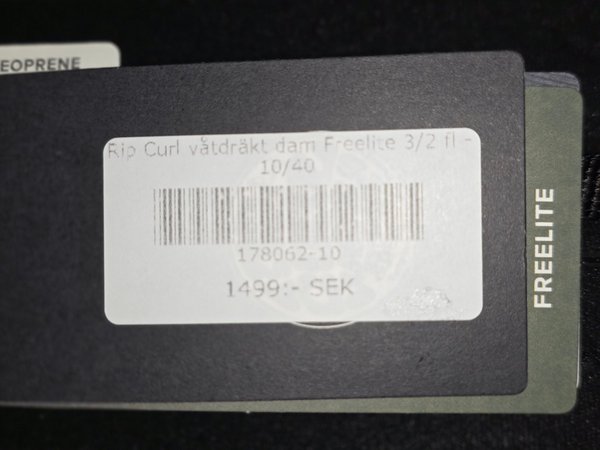 EOPRENE
Rip Curl våtdräkt dam Freelite 3/2 fl -
10/40
178062-10
1499:- SEK
FREELITE